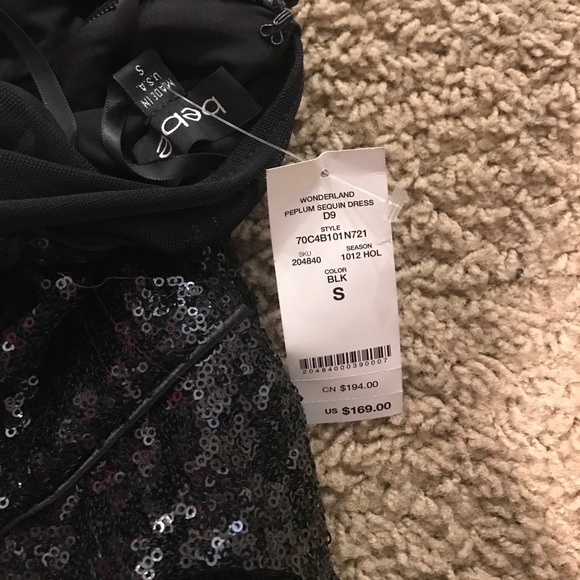 bebe
MADE IN
U.S.A.
S
WONDERLAND
PEPLUM SEQUIN DRESS
D9
STYLE
70C4B101N721
SKU SEASON
204840 1012 HOL
COLOR
BLK
S
20484000390007
CN $194.00
US $169.00